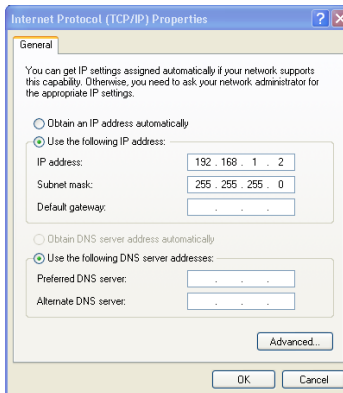 Internet Protocol (TCP/IP) Properties
General
You can get IP settings assigned automatically if your network supports
this capability. Otherwise, you need to ask your network administrator for
the appropriate IP settings.
Obtain an IP address automatically
Use the following IP address:
IP address: 192 . 168 . 1 . 2
Subnet mask: 255 . 255 . 255 . 0
Default gateway: . . .
Obtain DNS server address automatically
Use the following DNS server addresses:
Preferred DNS server: . . .
Alternate DNS server: . . .
Advanced...
OK Cancel